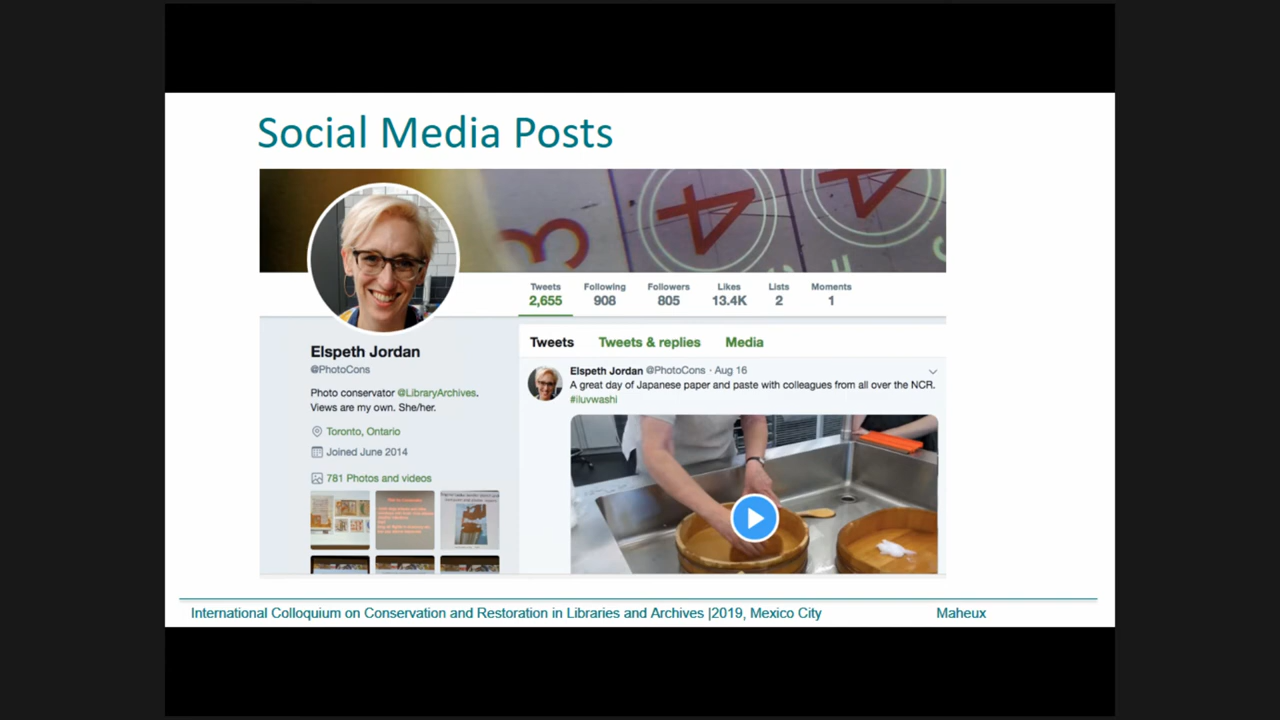 Social Media Posts
Tweets Following Followers Likes Lists Moments
2,655 908 805 13.4K 2 1
Elspeth Jordan
@PhotoCons
Photo conservator @LibraryArchives.
Views are my own. She/her.
Toronto, Ontario
Joined June 2014
781 Photos and videos
Tweets Tweets & replies Media
Elspeth Jordan @PhotoCons · Aug 16
A great day of Japanese paper and paste with colleagues from all over the NCR.
#iluvwashi
International Colloquium on Conservation and Restoration in Libraries and Archives |2019, Mexico City
Maheux